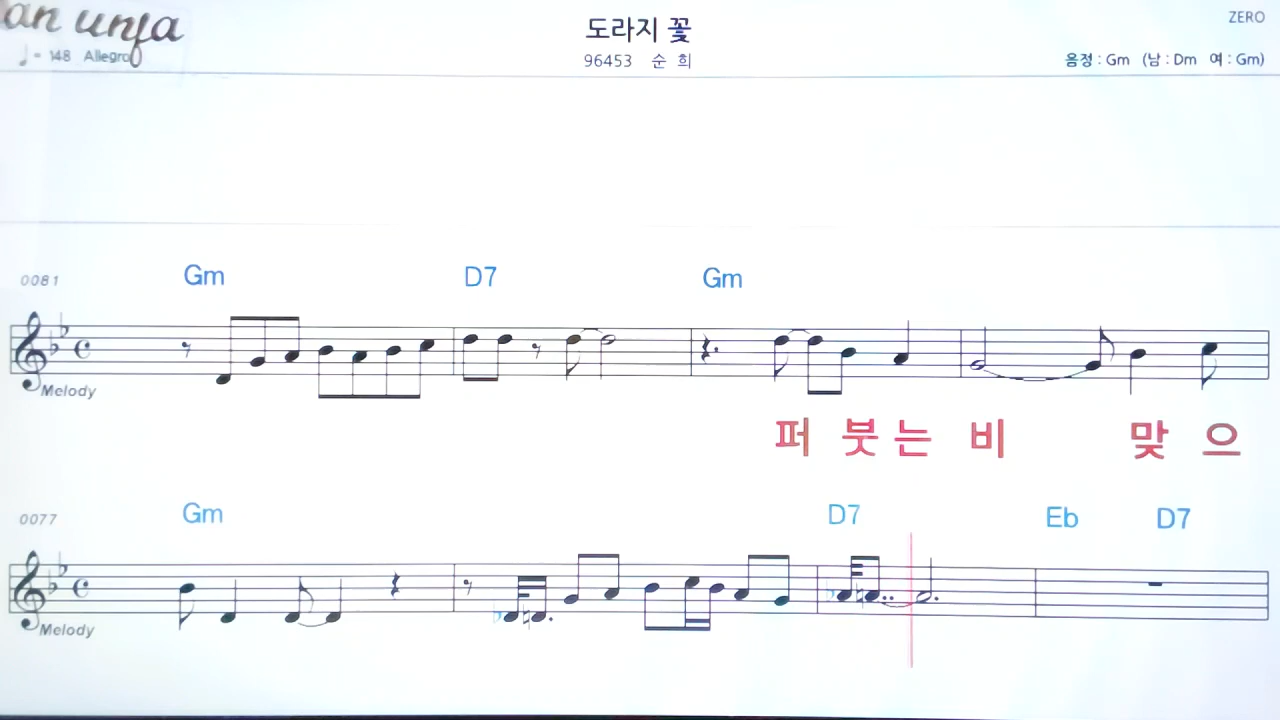 an unfa
도라지 꽃
ZERO
♩= 148 Allegro
96453 순 희
음정 : Gm (남 : Dm 여 : Gm)
0081 Gm D7 Gm
Melody
퍼 붓 는 비 맞 으
0077 Gm D7 Eb D7
Melody